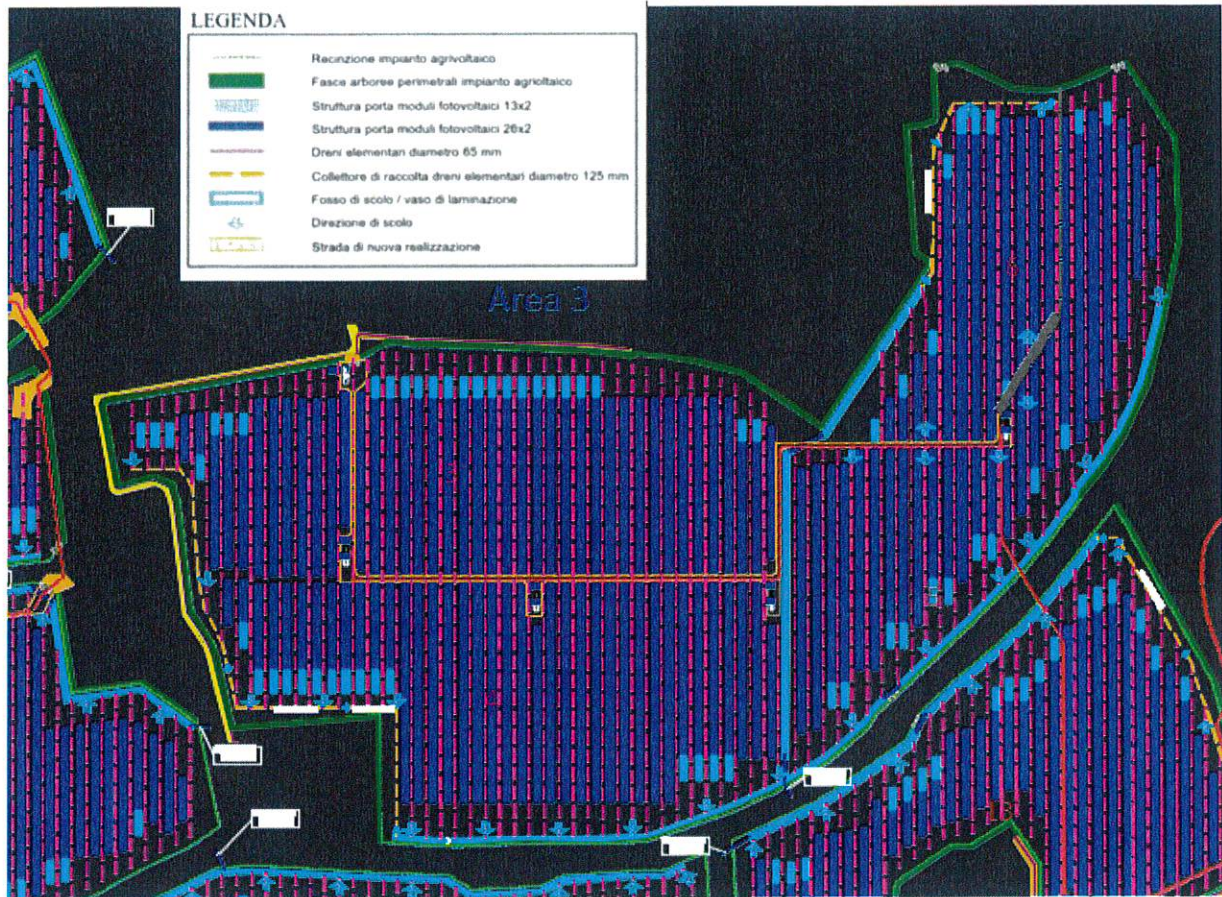 LEGENDA
Recinzione impianto agrivoltaico
Fasce arboree perimetrali impianto agrioltaico
Struttura porta moduli fotovoltaici 13x2
Struttura porta moduli fotovoltaici 26x2
Dreni elementari diametro 65 mm
Collettore di raccolta dreni elementari diametro 125 mm
Fosso di scolo / vaso di laminazione
Direzione di scolo
Strada di nuova realizzazione
Area 3